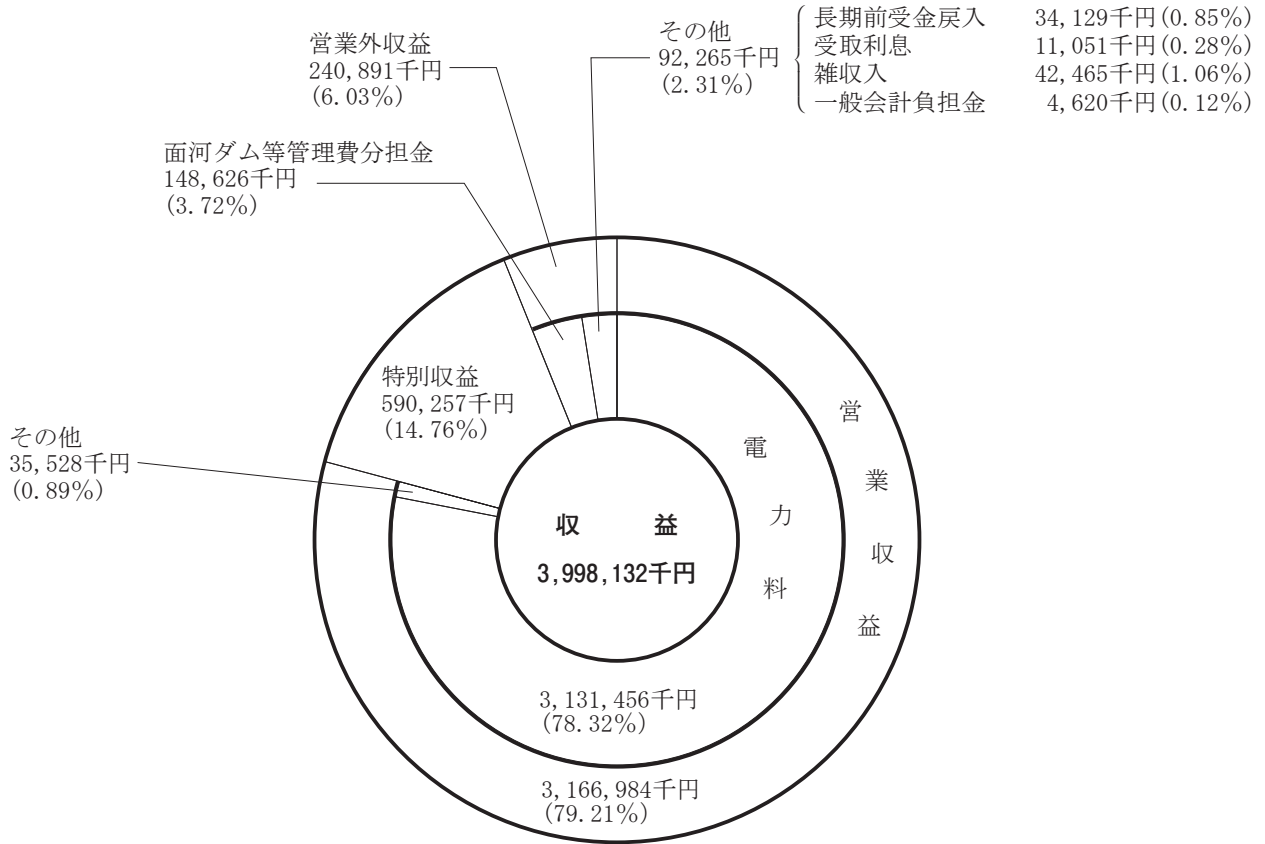 営業外収益
240,891千円
(6.03%)
その他
92,265千円
(2.31%)
長期前受金戻入 34,129千円(0.85%)
受取利息 11,051千円(0.28%)
雑収入 42,465千円(1.06%)
一般会計負担金 4,620千円(0.12%)
面河ダム等管理費分担金
148,626千円
(3.72%)
特別収益
590,257千円
(14.76%)
その他
35,528千円
(0.89%)
収益
3,998,132千円
電力料
3,131,456千円
(78.32%)
営業収益
3,166,984千円
(79.21%)